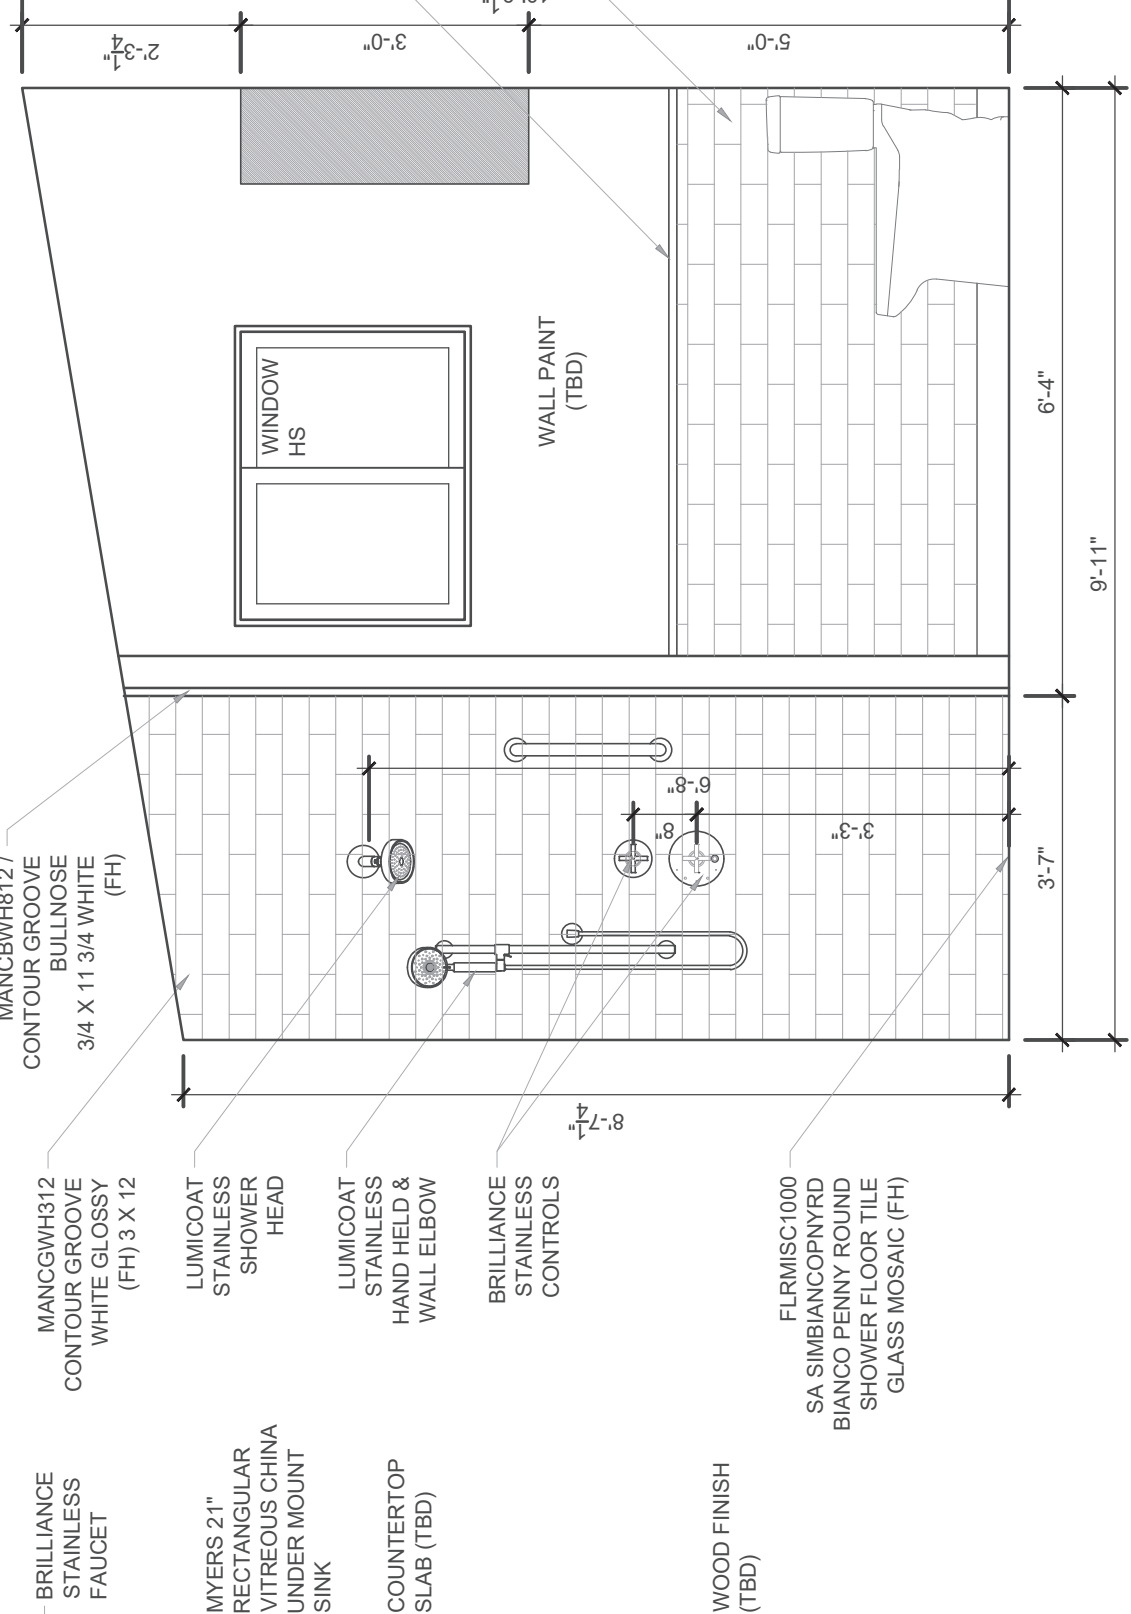 MANCBWH812 /
CONTOUR GROOVE
BULLNOSE
3/4 X 11 3/4 WHITE
(FH)
MANCGWH312
CONTOUR GROOVE
WHITE GLOSSY
(FH) 3 X 12
LUMICOAT
STAINLESS
SHOWER
HEAD
LUMICOAT
STAINLESS
HAND HELD &
WALL ELBOW
BRILLIANCE
STAINLESS
CONTROLS
FLRMISC1000
SA SIMBIANCOPNYRD
BIANCO PENNY ROUND
SHOWER FLOOR TILE
GLASS MOSAIC (FH)
BRILLIANCE
STAINLESS
FAUCET
MYERS 21"
RECTANGULAR
VITREOUS CHINA
UNDER MOUNT
SINK
COUNTERTOP
SLAB (TBD)
WOOD FINISH
(TBD)
WINDOW
HS
WALL PAINT
(TBD)
8'-7 1/4"
6'-8"
8"
3'-3"
2'-3 1/4"
3'-0"
5'-0"
3'-7"
6'-4"
9'-11"